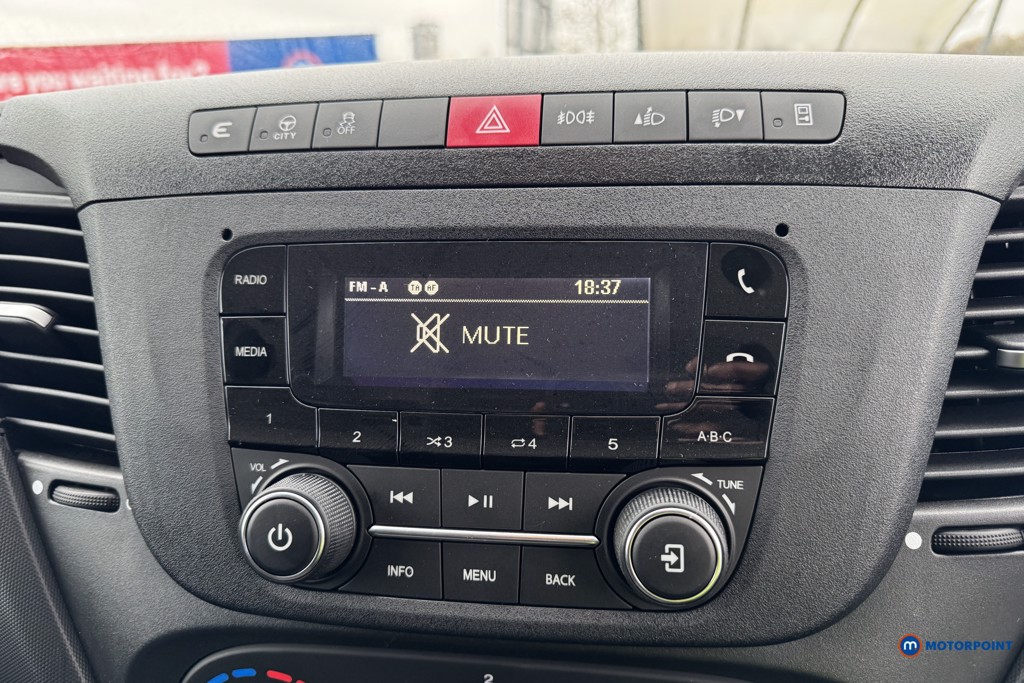 are you waiting for?
E
CITY
OFF
RADIO
MEDIA
FM-A TA AF 18:37
MUTE
1
2
3
4
5
A·B·C
VOL
TUNE
INFO
MENU
BACK
2
m MOTORPOINT